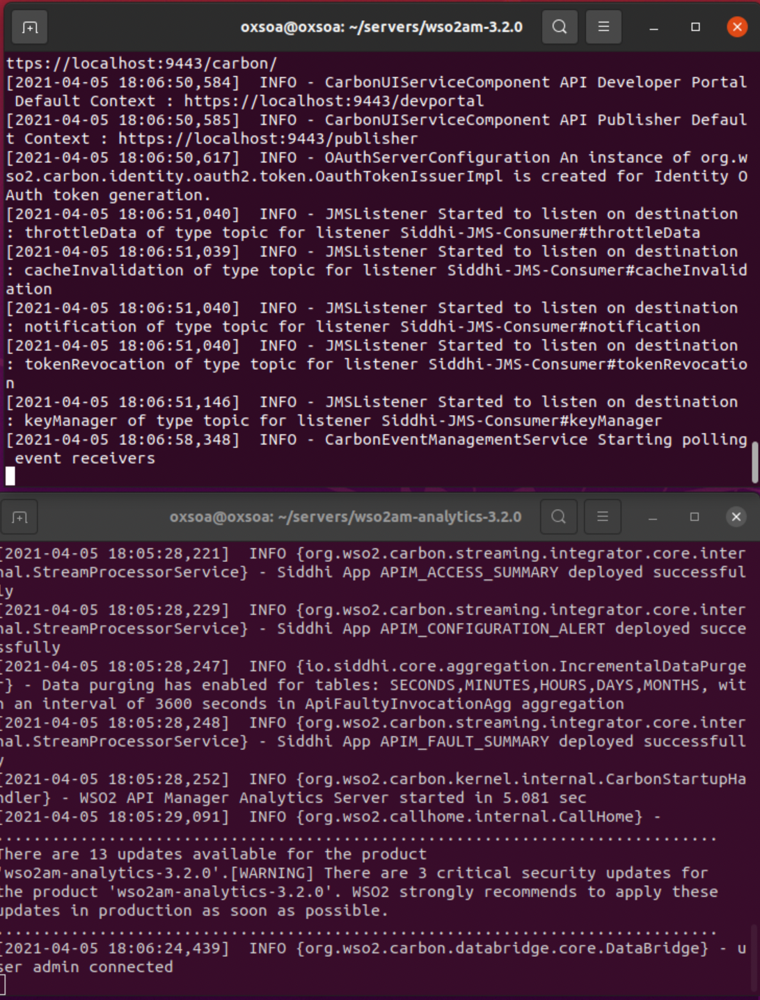 oxsoa@oxsoa: ~/servers/wso2am-3.2.0
ttps://localhost:9443/carbon/
[2021-04-05 18:06:50,584]  INFO - CarbonUIServiceComponent API Developer Portal
 Default Context : https://localhost:9443/devportal
[2021-04-05 18:06:50,585]  INFO - CarbonUIServiceComponent API Publisher Defaul
t Context : https://localhost:9443/publisher
[2021-04-05 18:06:50,617]  INFO - OAuthServerConfiguration An instance of org.w
so2.carbon.identity.oauth2.token.OauthTokenIssuerImpl is created for Identity O
Auth token generation.
[2021-04-05 18:06:51,040]  INFO - JMSListener Started to listen on destination
: throttleData of type topic for listener Siddhi-JMS-Consumer#throttleData
[2021-04-05 18:06:51,039]  INFO - JMSListener Started to listen on destination
: cacheInvalidation of type topic for listener Siddhi-JMS-Consumer#cacheInvalid
ation
[2021-04-05 18:06:51,040]  INFO - JMSListener Started to listen on destination
: notification of type topic for listener Siddhi-JMS-Consumer#notification
[2021-04-05 18:06:51,040]  INFO - JMSListener Started to listen on destination
: tokenRevocation of type topic for listener Siddhi-JMS-Consumer#tokenRevocatio
n
[2021-04-05 18:06:51,146]  INFO - JMSListener Started to listen on destination
: keyManager of type topic for listener Siddhi-JMS-Consumer#keyManager
[2021-04-05 18:06:58,348]  INFO - CarbonEventManagementService Starting polling
 event receivers
oxsoa@oxsoa: ~/servers/wso2am-analytics-3.2.0
[2021-04-05 18:05:28,221]  INFO {org.wso2.carbon.streaming.integrator.core.inter
nal.StreamProcessorService} - Siddhi App APIM_ACCESS_SUMMARY deployed successful
ly
[2021-04-05 18:05:28,229]  INFO {org.wso2.carbon.streaming.integrator.core.inter
nal.StreamProcessorService} - Siddhi App APIM_CONFIGURATION_ALERT deployed succe
ssfully
[2021-04-05 18:05:28,247]  INFO {io.siddhi.core.aggregation.IncrementalDataPurge
r} - Data purging has enabled for tables: SECONDS,MINUTES,HOURS,DAYS,MONTHS, wit
h an interval of 3600 seconds in ApiFaultyInvocationAgg aggregation
[2021-04-05 18:05:28,248]  INFO {org.wso2.carbon.streaming.integrator.core.inter
nal.StreamProcessorService} - Siddhi App APIM_FAULT_SUMMARY deployed successfull
y
[2021-04-05 18:05:28,252]  INFO {org.wso2.carbon.kernel.internal.CarbonStartupHa
ndler} - WSO2 API Manager Analytics Server started in 5.081 sec
[2021-04-05 18:05:29,091]  INFO {org.wso2.callhome.internal.CallHome} -
.............................................................................
There are 13 updates available for the product
'wso2am-analytics-3.2.0'.[WARNING] There are 3 critical security updates for
the product 'wso2am-analytics-3.2.0'. WSO2 strongly recommends to apply these
updates in production as soon as possible.
.............................................................................
[2021-04-05 18:06:24,439]  INFO {org.wso2.carbon.databridge.core.DataBridge} - u
ser admin connected